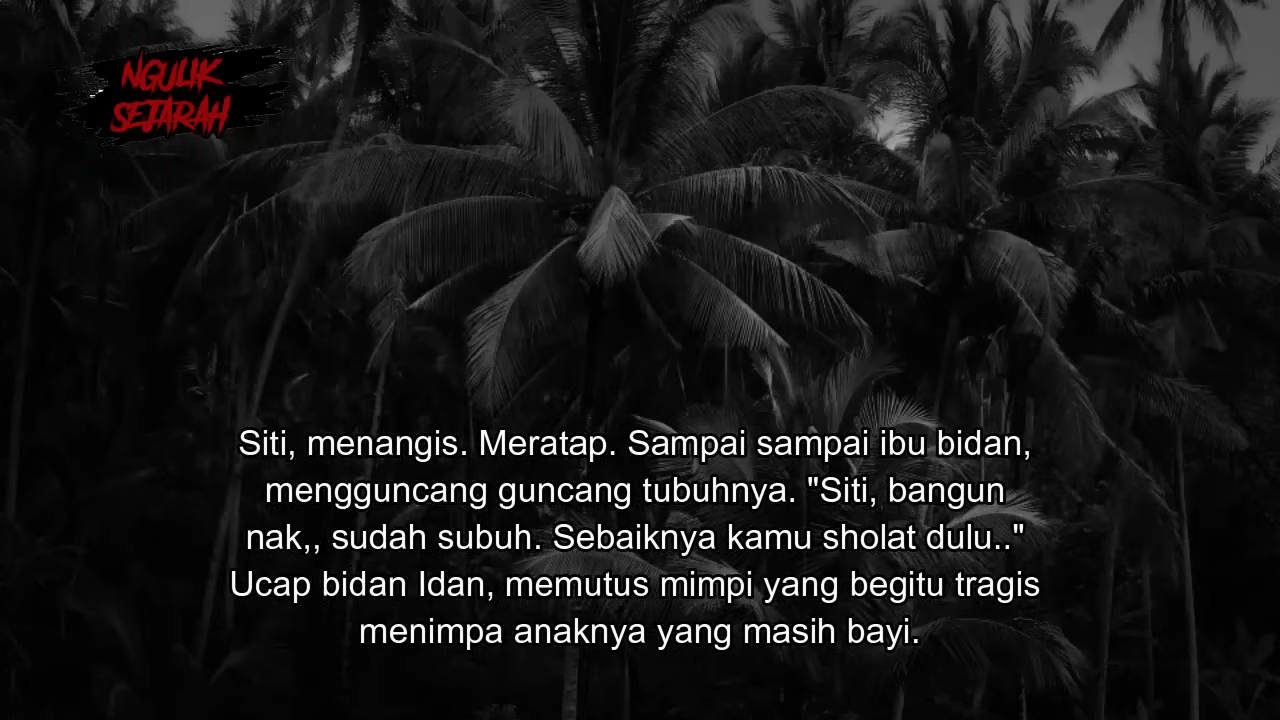 NGULIK
SEJARAH
Siti, menangis. Meratap. Sampai sampai ibu bidan,
mengguncang guncang tubuhnya. "Siti, bangun
nak,, sudah subuh. Sebaiknya kamu sholat dulu.."
Ucap bidan Idan, memutus mimpi yang begitu tragis
menimpa anaknya yang masih bayi.